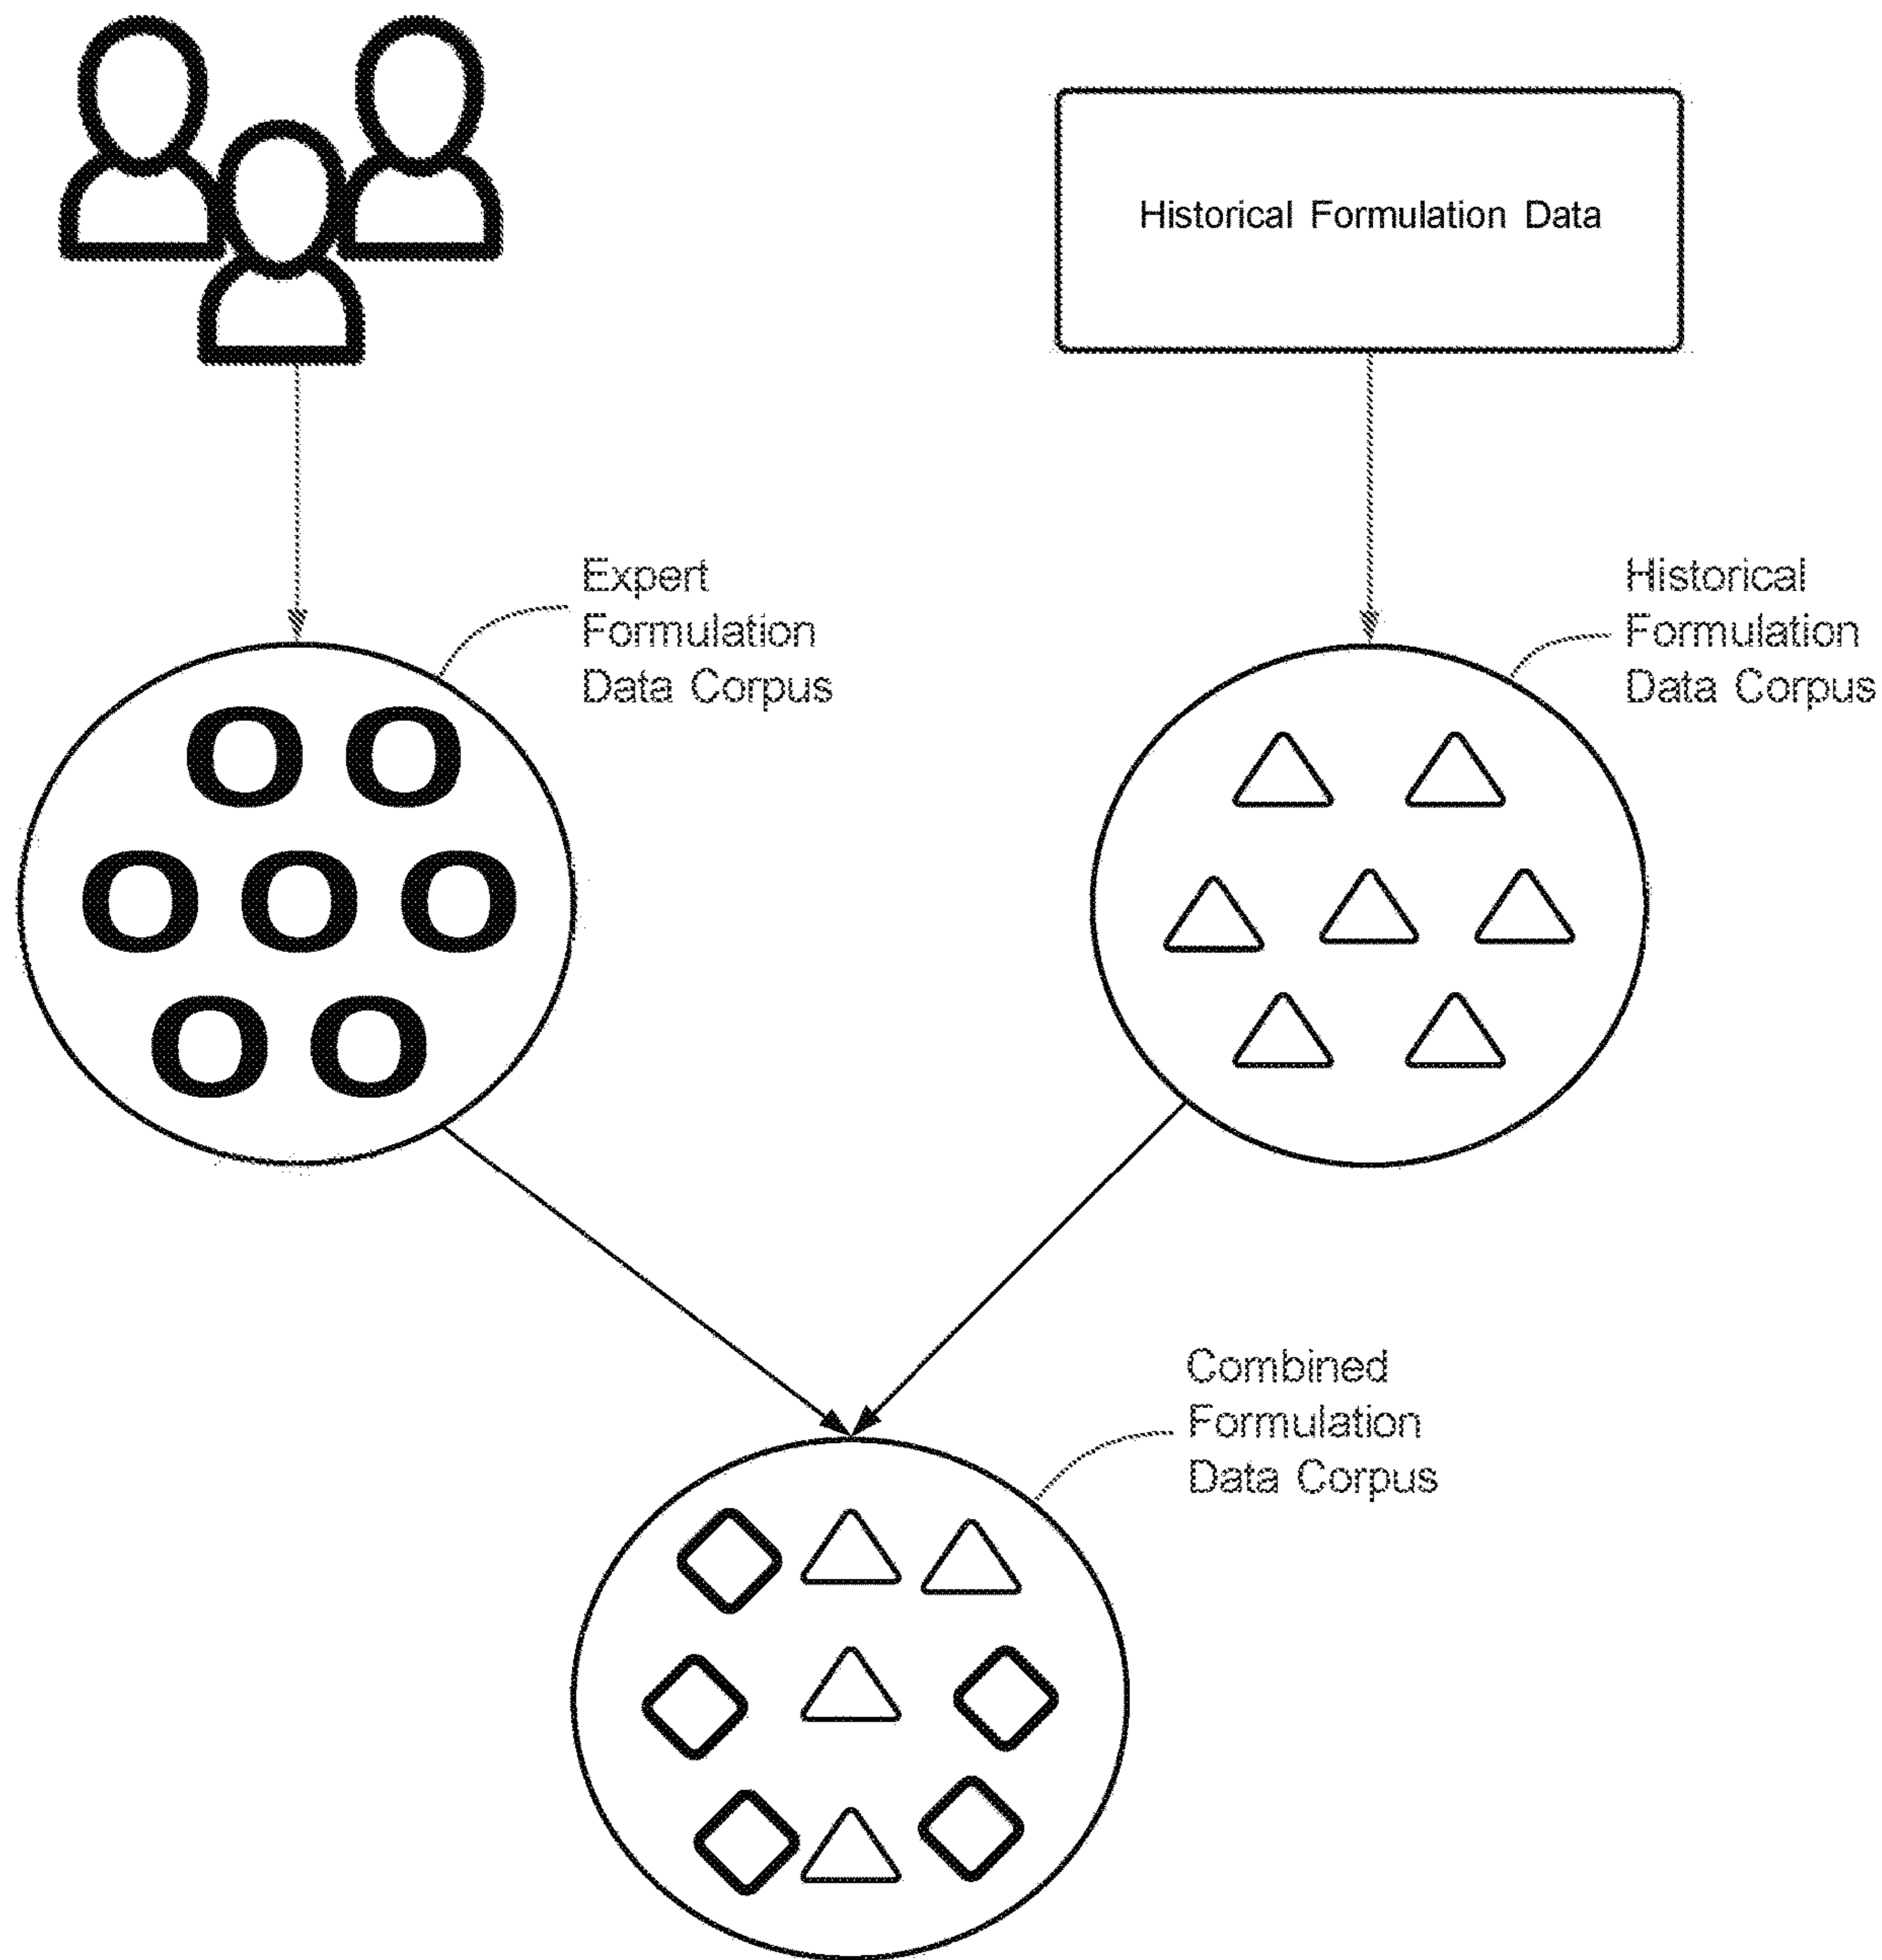 Historical Formulation Data
Expert
Formulation
Data Corpus
Historical
Formulation
Data Corpus
O O
O O O
O O
Combined
Formulation
Data Corpus